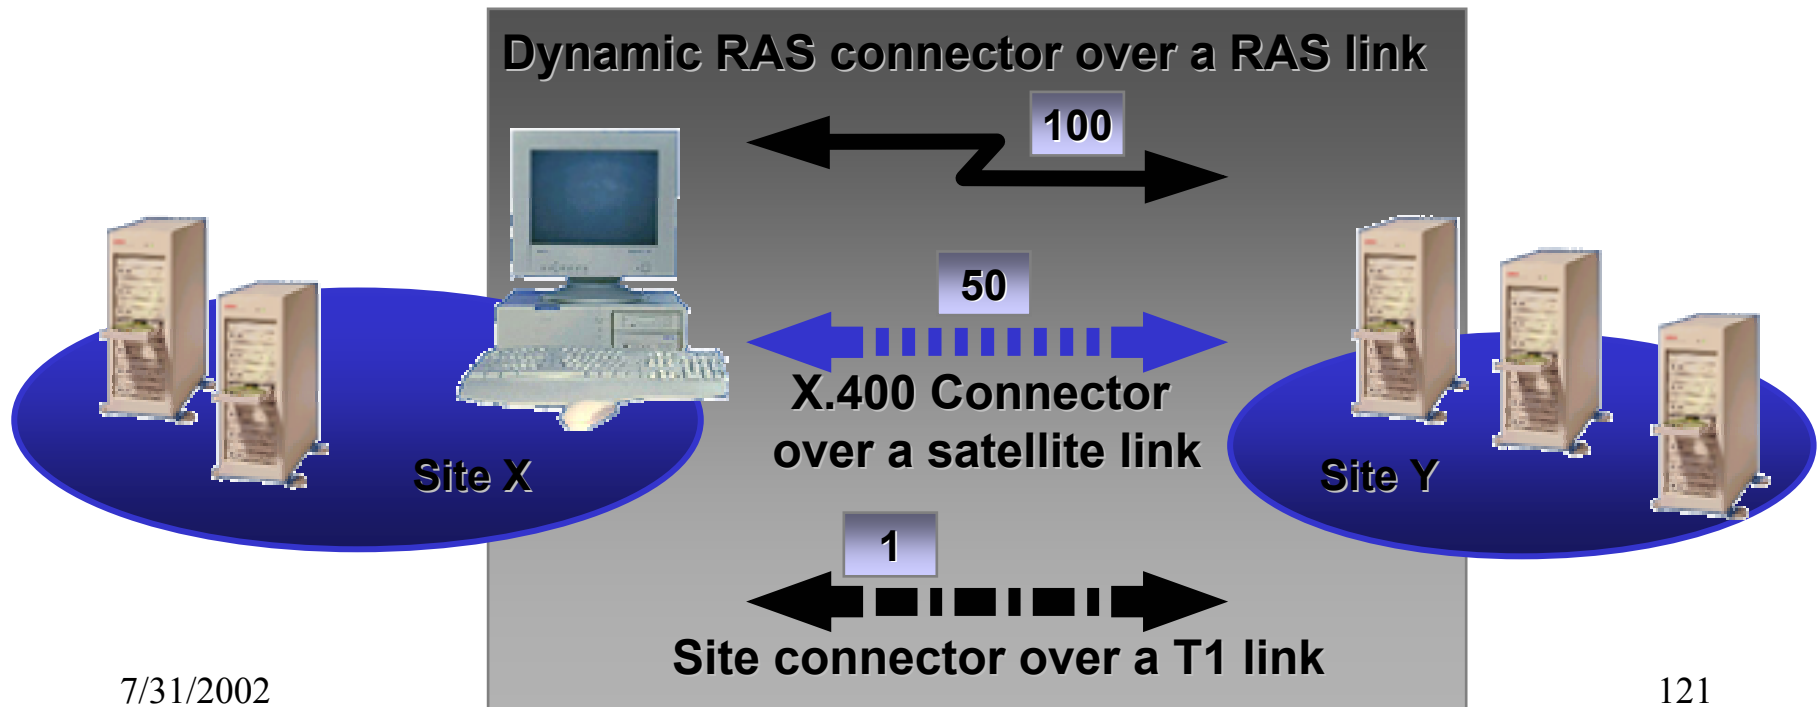 Dynamic RAS connector over a RAS link
100
50
X.400 Connector
over a satellite link
Site X
Site Y
1
Site connector over a T1 link
7/31/2002
121